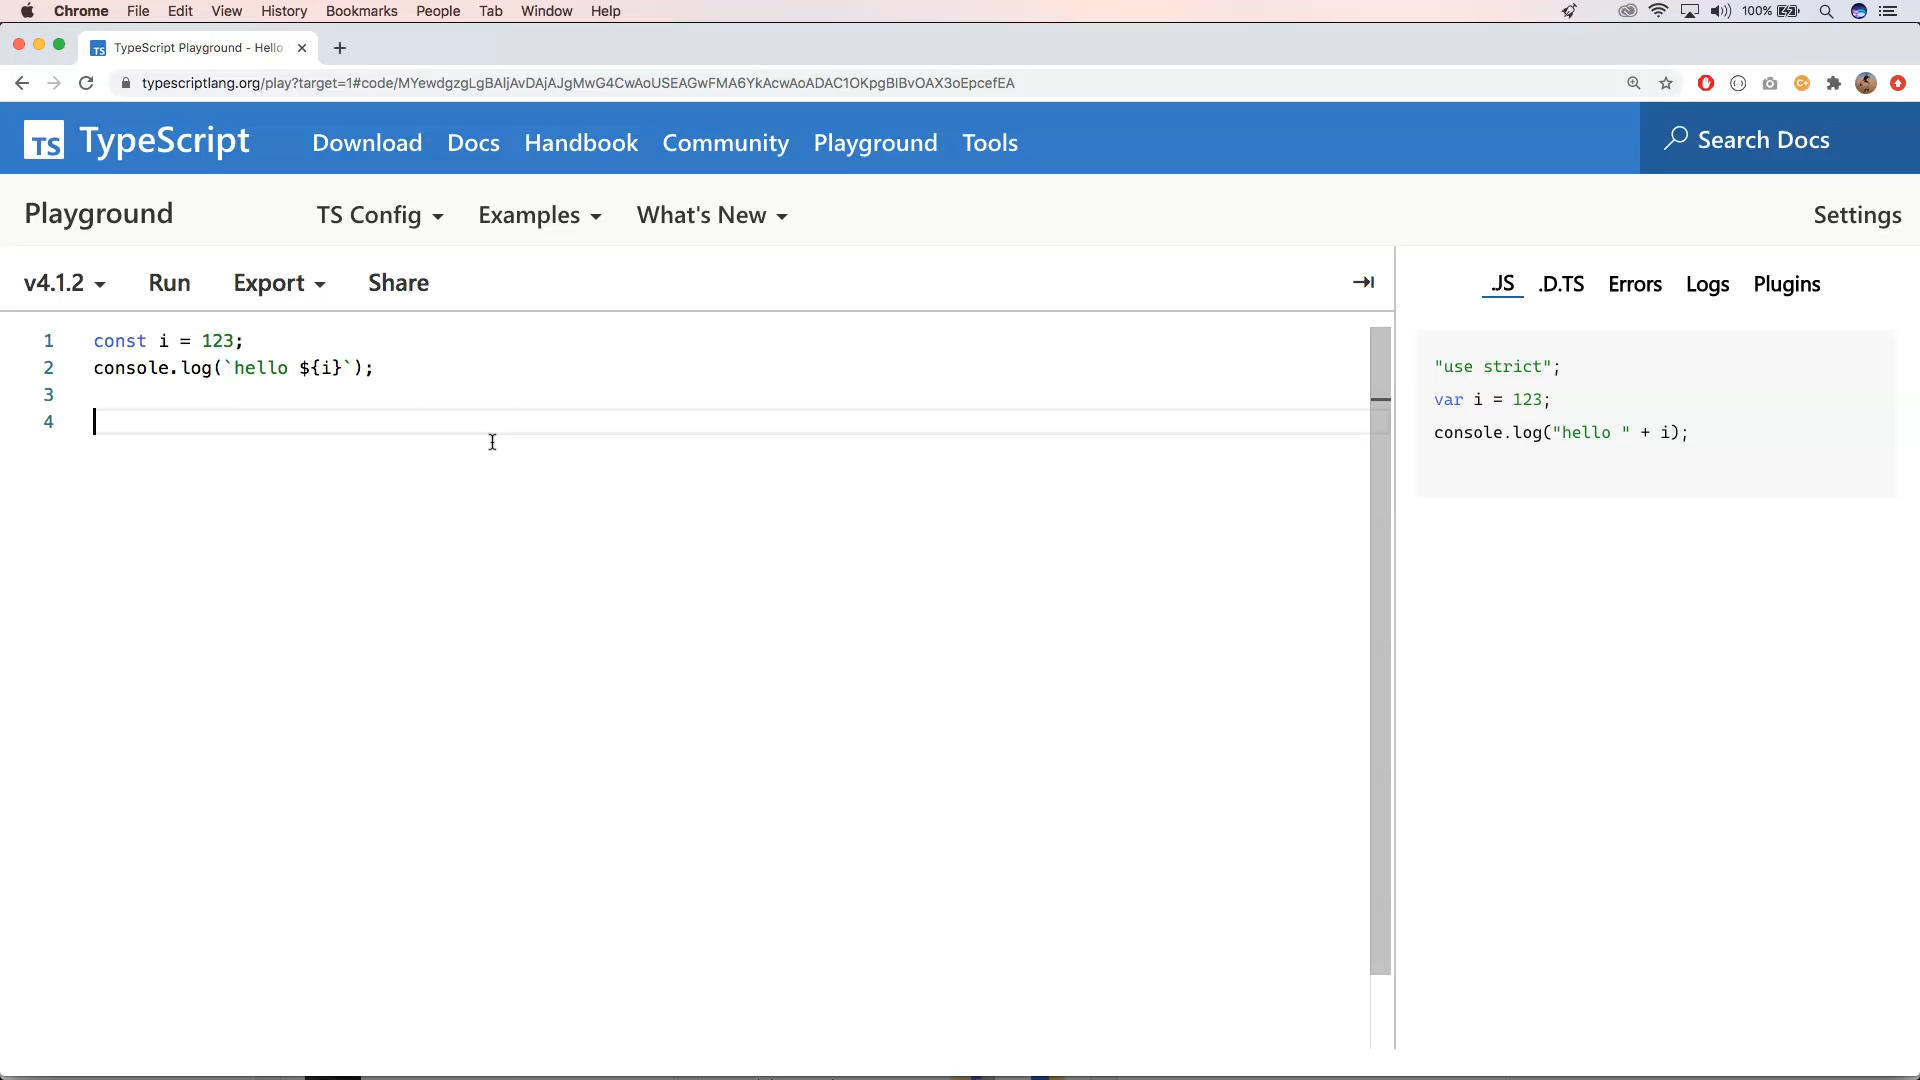 Chrome File Edit View History Bookmarks People Tab Window Help 100%
TS TypeScript Playground - Hello
typescriptlang.org/play?target=1#code/MYewdgzgLgBAljAvDAjAJgMwG4CwAoUSEAGwFMA6YkAcwAoADAC1OKpgBIBvOAX3oEpcefEA
TS TypeScript Download Docs Handbook Community Playground Tools Search Docs
Playground TS Config Examples What's New Settings
v4.1.2 Run Export Share .JS .D.TS Errors Logs Plugins
1 const i = 123;
2 console.log(`hello ${i}`);
3
4
"use strict";
var i = 123;
console.log("hello " + i);